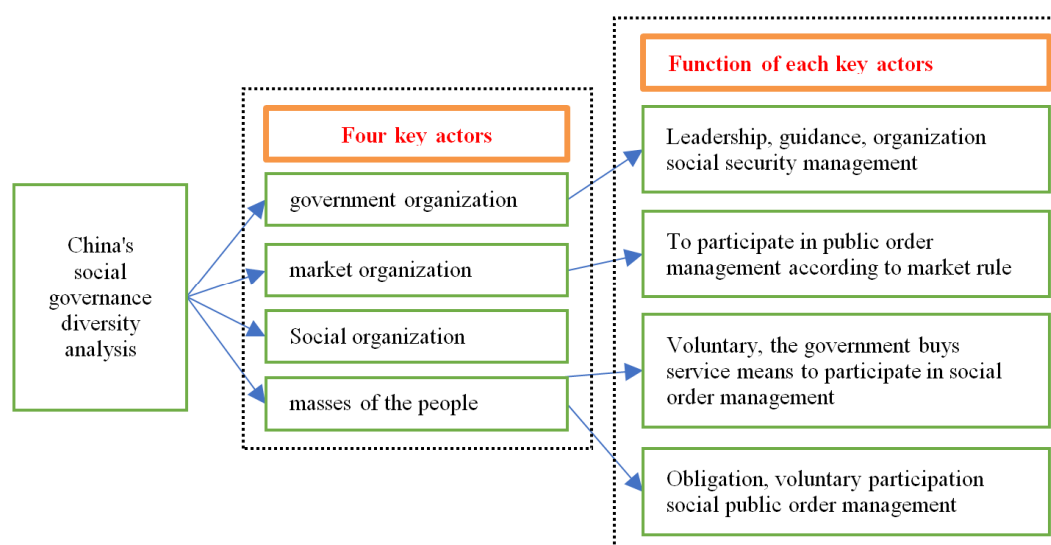 China's
social
governance
diversity
analysis
Four key actors
government organization
market organization
Social organization
masses of the people
Function of each key actors
Leadership, guidance, organization
social security management
To participate in public order
management according to market rule
Voluntary, the government buys
service means to participate in social
order management
Obligation, voluntary participation
social public order management